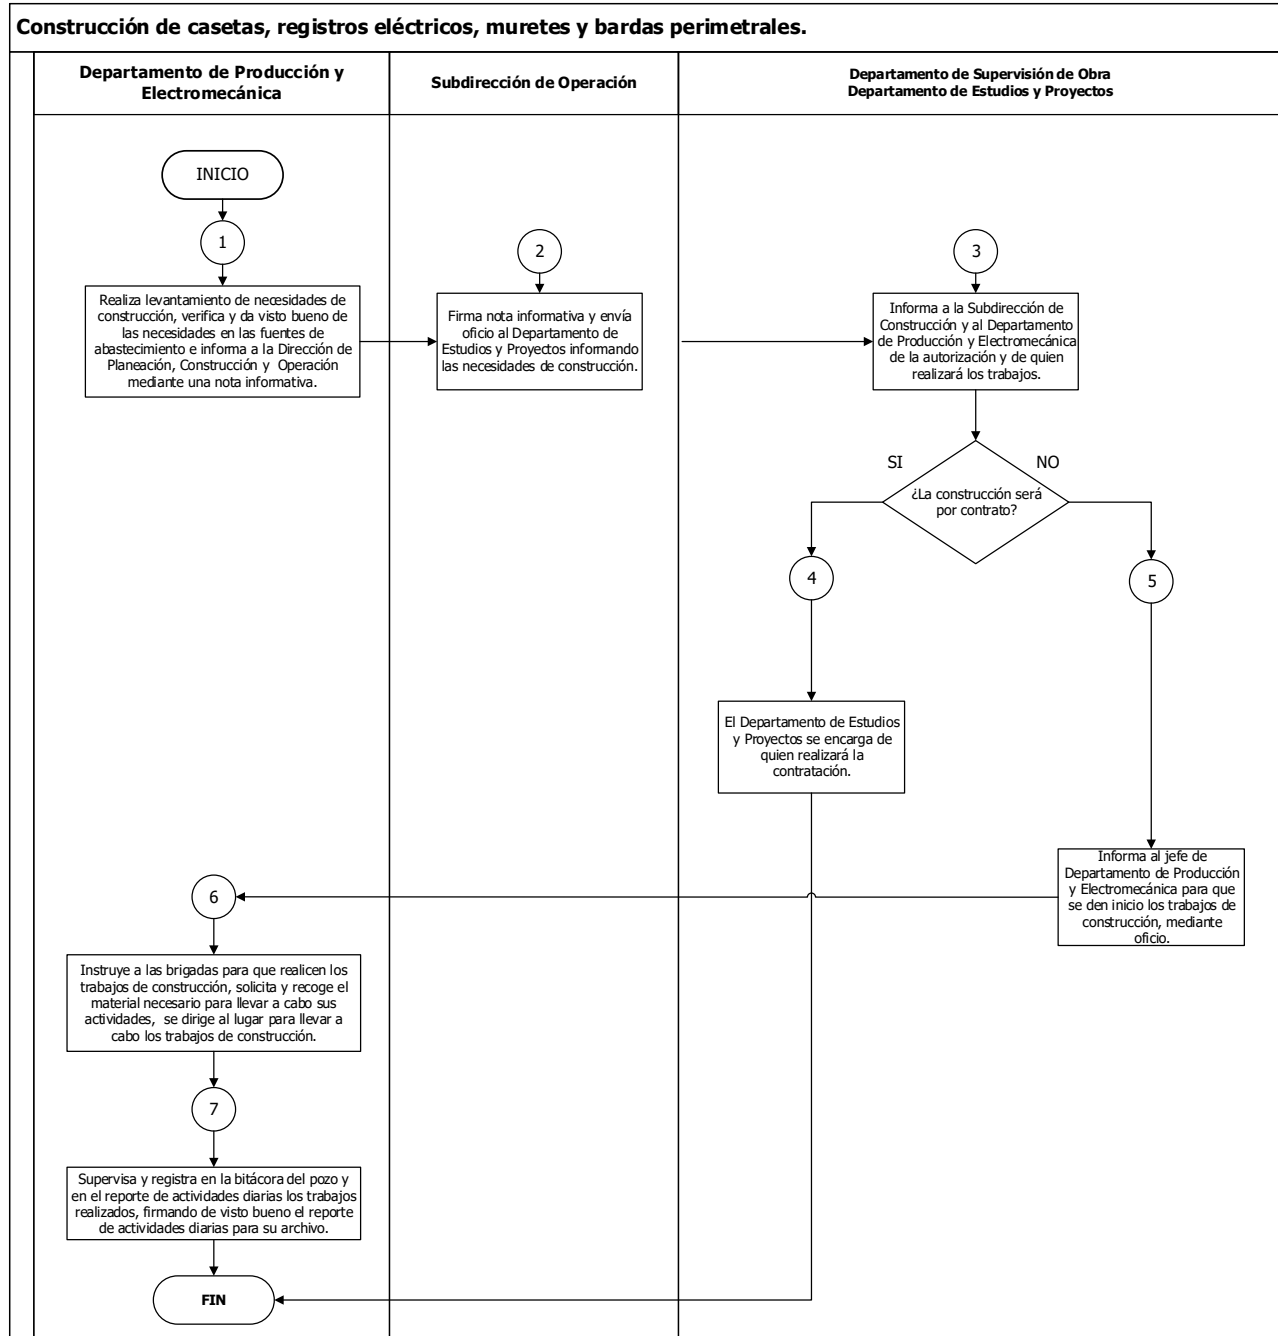 Construcción de casetas, registros eléctricos, muretes y bardas perimetrales.
Departamento de Producción y
Electromecánica
Subdirección de Operación
Departamento de Supervisión de Obra
Departamento de Estudios y Proyectos
INICIO
1
Realiza levantamiento de necesidades de
construcción, verifica y da visto bueno de
las necesidades en las fuentes de
abastecimiento e informa a la Dirección de
Planeación, Construcción y Operación
mediante una nota informativa.
2
Firma nota informativa y envía
oficio al Departamento de
Estudios y Proyectos informando
las necesidades de construcción.
3
Informa a la Subdirección de
Construcción y al Departamento
de Producción y Electromecánica
de la autorización y de quien
realizará los trabajos.
SI
NO
¿La construcción será
por contrato?
4
5
El Departamento de Estudios
y Proyectos se encarga de
quien realizará la
contratación.
Informa al jefe de
Departamento de Producción
y Electromecánica para que
se den inicio los trabajos de
construcción, mediante
oficio.
6
Instruye a las brigadas para que realicen los
trabajos de construcción, solicita y recoge el
material necesario para llevar a cabo sus
actividades, se dirige al lugar para llevar a
cabo los trabajos de construcción.
7
Supervisa y registra en la bitácora del pozo y
en el reporte de actividades diarias los trabajos
realizados, firmando de visto bueno el reporte
de actividades diarias para su archivo.
FIN